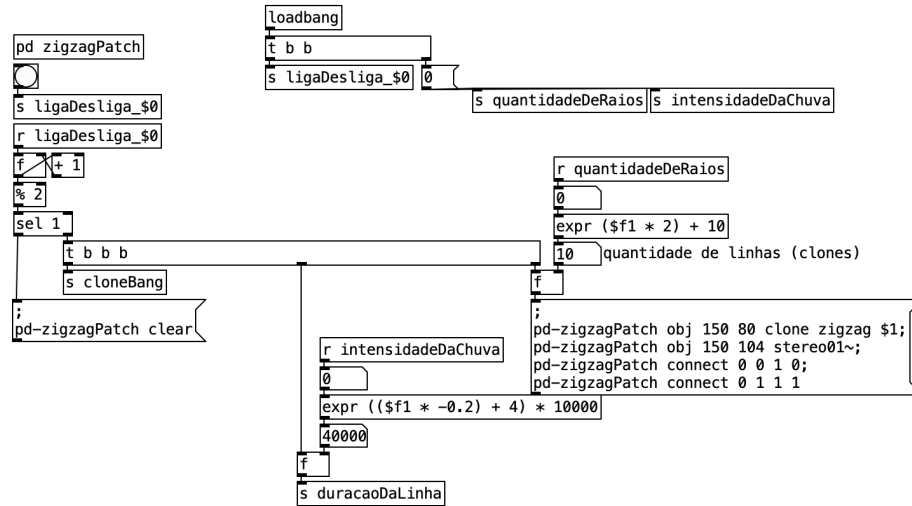 loadbang
pd zigzagPatch
t b b
s ligaDesliga_$0
0
s ligaDesliga_$0
s quantidadeDeRaios
s intensidadeDaChuva
r ligaDesliga_$0
f
+ 1
r quantidadeDeRaios
% 2
0
sel 1
expr ($f1 * 2) + 10
t b b b
10
quantidade de linhas (clones)
s cloneBang
f
;
pd-zigzagPatch clear
;
pd-zigzagPatch obj 150 80 clone zigzag $1;
pd-zigzagPatch obj 150 104 stereo01~;
pd-zigzagPatch connect 0 0 1 0;
pd-zigzagPatch connect 0 1 1 1
r intensidadeDaChuva
0
expr (($f1 * -0.2) + 4) * 10000
40000
f
s duracaoDaLinha